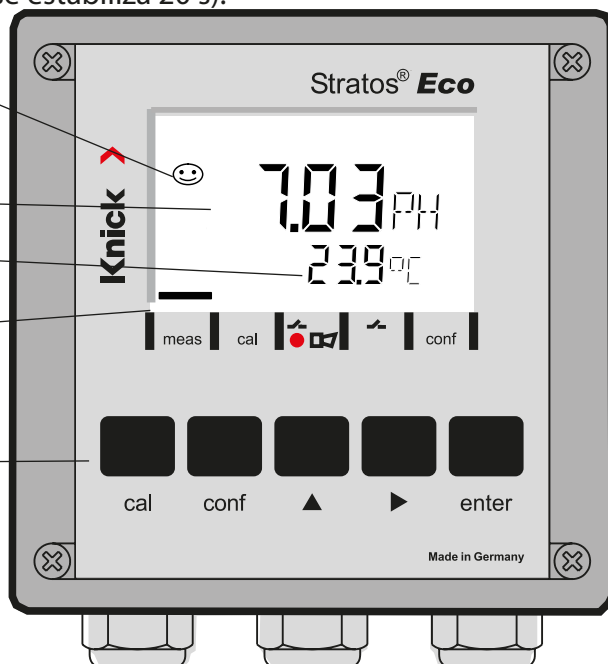 se estabiliza 20 s).
Stratos® Eco
Knick
7.03 PH
23.9 °C
meas cal conf
cal conf ▲ ▶ enter
Made in Germany